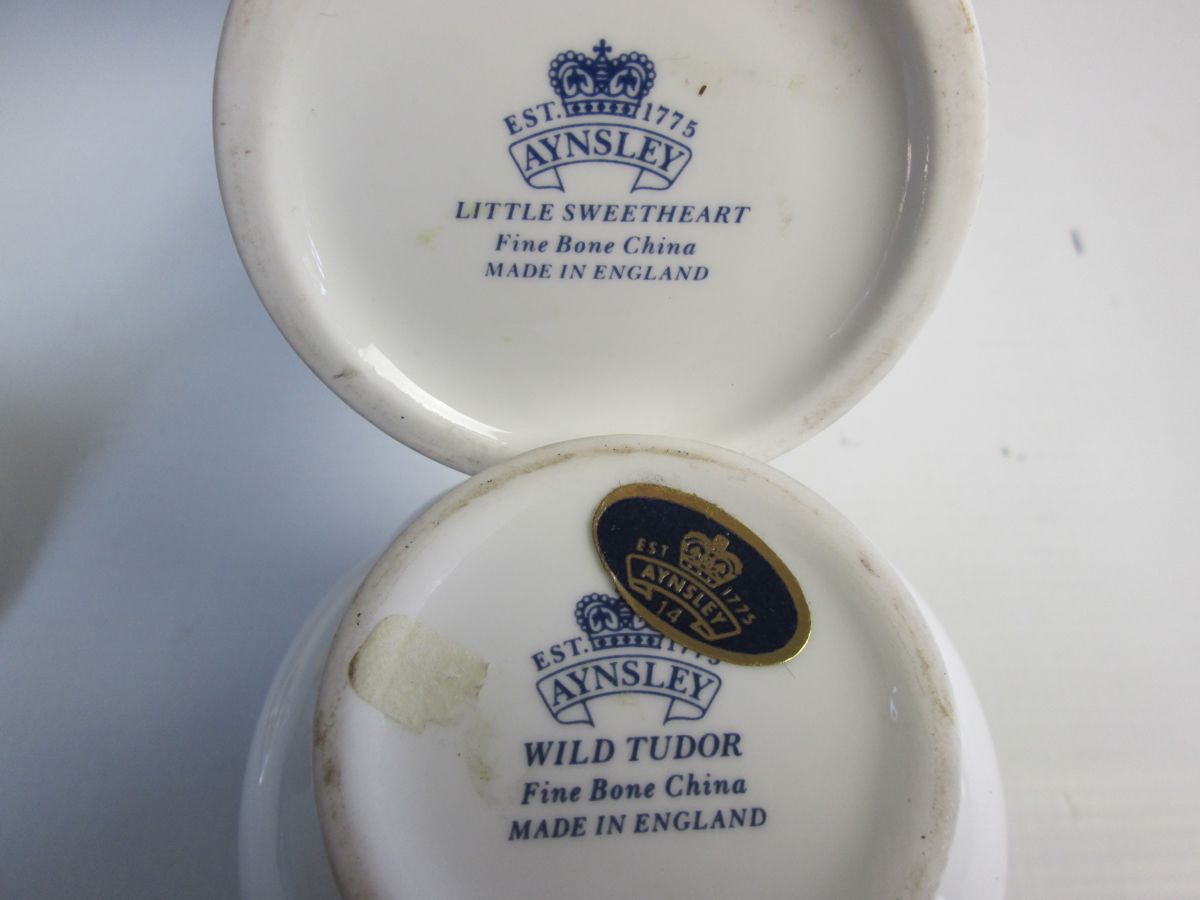 EST. 1775
AYNSLEY
LITTLE SWEETHEART
Fine Bone China
MADE IN ENGLAND
EST 1775
AYNSLEY
14
EST. 1775
AYNSLEY
WILD TUDOR
Fine Bone China
MADE IN ENGLAND